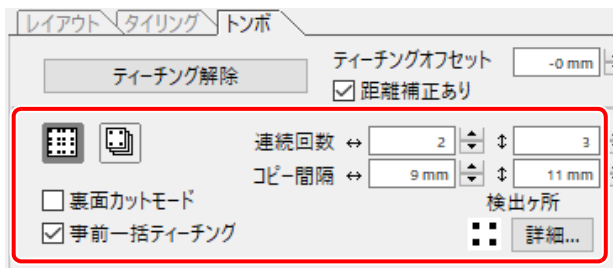 レイアウト タイリング トンボ
ティーチング解除
ティーチングオフセット -0 mm
距離補正あり
連続回数 ↔ 2 ↕ 3
コピー間隔 ↔ 9 mm ↕ 11 mm
裏面カットモード
検出ヶ所
事前一括ティーチング
詳細...